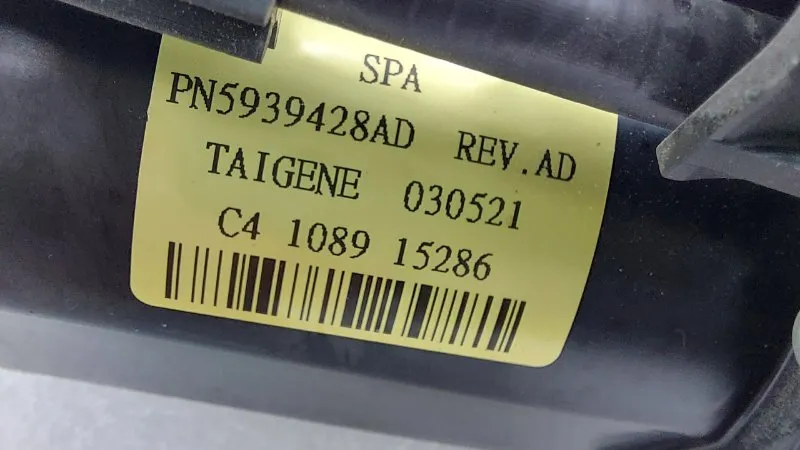 SPA
PN5939428AD REV.AD
TAIGENE 030521
C4 1089 15286